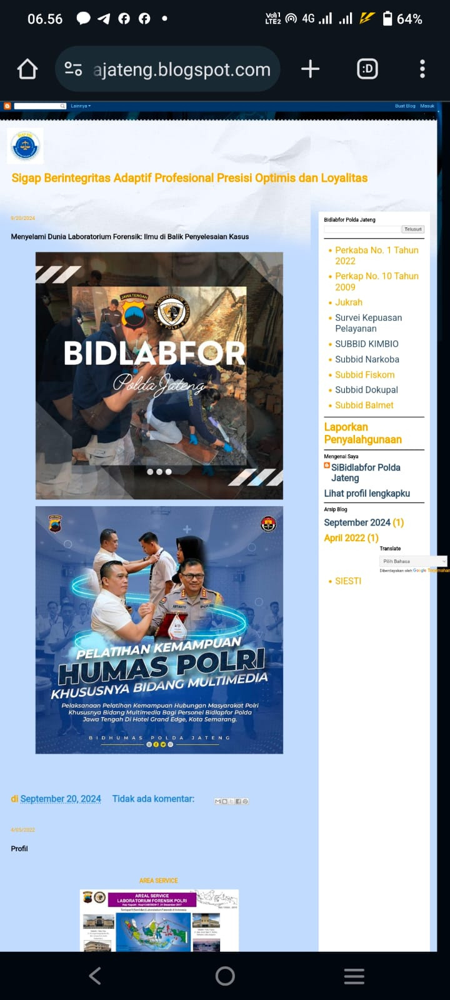 06.56
Vo)) 1
LTE2
4G
64%
ajateng.blogspot.com
:D
Lainnya
Buat Blog
Masuk
Sigap Berintegritas Adaptif Profesional Presisi Optimis dan Loyalitas
9/20/2024
Menyelami Dunia Laboratorium Forensik: Ilmu di Balik Penyelesaian Kasus
JAWA TENGAH
BIDLABFOR
Polda Jateng
PELATIHAN KEMAMPUAN
HUMAS POLRI
KHUSUSNYA BIDANG MULTIMEDIA
Pelaksanaan Pelatihan Kemampuan Hubungan Masyarakat Polri
Khususnya Bidang Multimedia Bagi Personel Bidlapfor Polda
Jawa Tengah Di Hotel Grand Edge, Kota Semarang.
BIDHUMAS POLDA JATENG
di September 20, 2024
Tidak ada komentar:
4/05/2022
Profil
AREA SERVICE
AREAL SERVICE
LABORATORIUM FORENSIK POLRI
Bidlabfor Polda Jateng
Telusuri
Perkaba No. 1 Tahun
2022
Perkap No. 10 Tahun
2009
Jukrah
Survei Kepuasan
Pelayanan
SUBBID KIMBIO
Subbid Narkoba
Subbid Fiskom
Subbid Dokupal
Subbid Balmet
Laporkan
Penyalahgunaan
Mengenai Saya
SiBidlabfor Polda
Jateng
Lihat profil lengkapku
Arsip Blog
September 2024 (1)
April 2022 (1)
Translate
Pilih Bahasa
Diberdayakan oleh Google Terjemahan
SIESTI